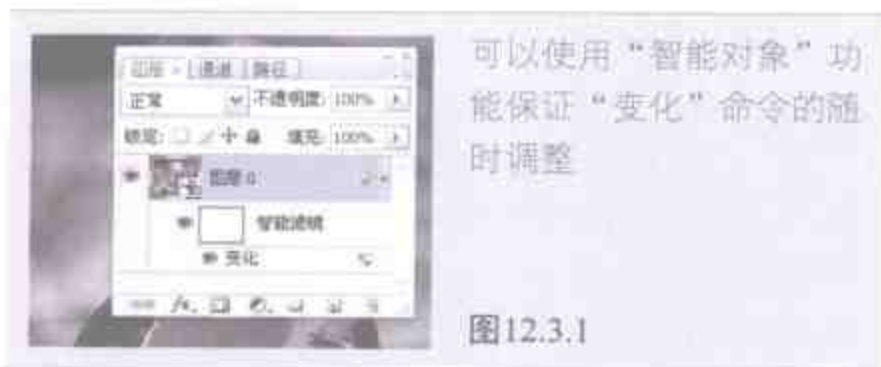 图层 × 通道 路径
正常 不透明度: 100%
锁定: 填充: 100%
图层 0
智能滤镜
变化
fx.
可以使用“智能对象”功
能保证“变化”命令的随
时调整
图12.3.1